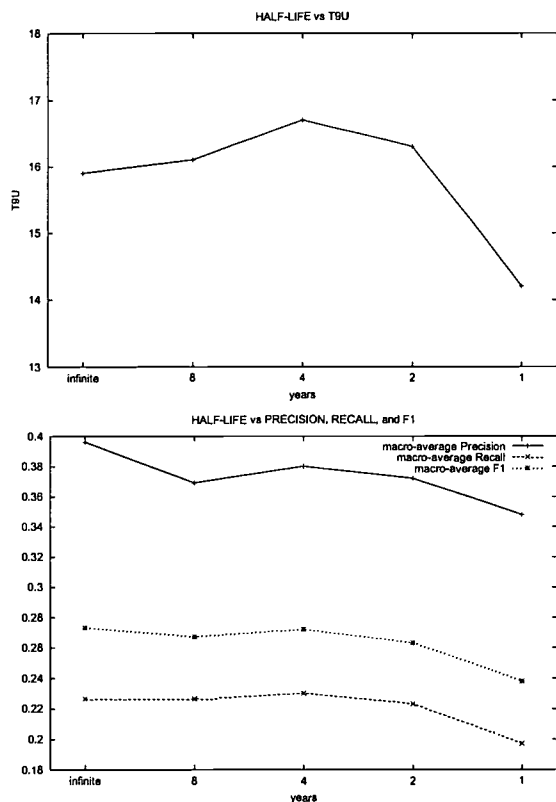 HALF-LIFE vs T9U
18
17
16
15
14
13
T9U
infinite 8 4 2 1
years
HALF-LIFE vs PRECISION, RECALL, and F1
macro-average Precision
macro-average Recall
macro-average F1
0.4
0.38
0.36
0.34
0.32
0.3
0.28
0.26
0.24
0.22
0.2
0.18
infinite 8 4 2 1
years